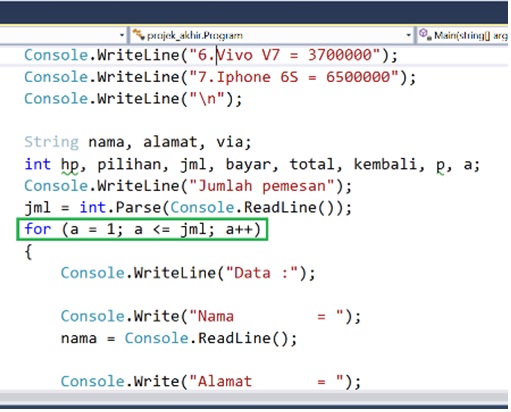 projek_akhir.Program Main(string[] arg
Console.WriteLine("6.Vivo V7 = 3700000");
Console.WriteLine("7.Iphone 6S = 6500000");
Console.WriteLine("\n");
String nama, alamat, via;
int hp, pilihan, jml, bayar, total, kembali, p, a;
Console.WriteLine("Jumlah pemesan");
jml = int.Parse(Console.ReadLine());
for (a = 1; a <= jml; a++)
{
Console.WriteLine("Data :");
Console.Write("Nama         = ");
nama = Console.ReadLine();
Console.Write("Alamat       = ");